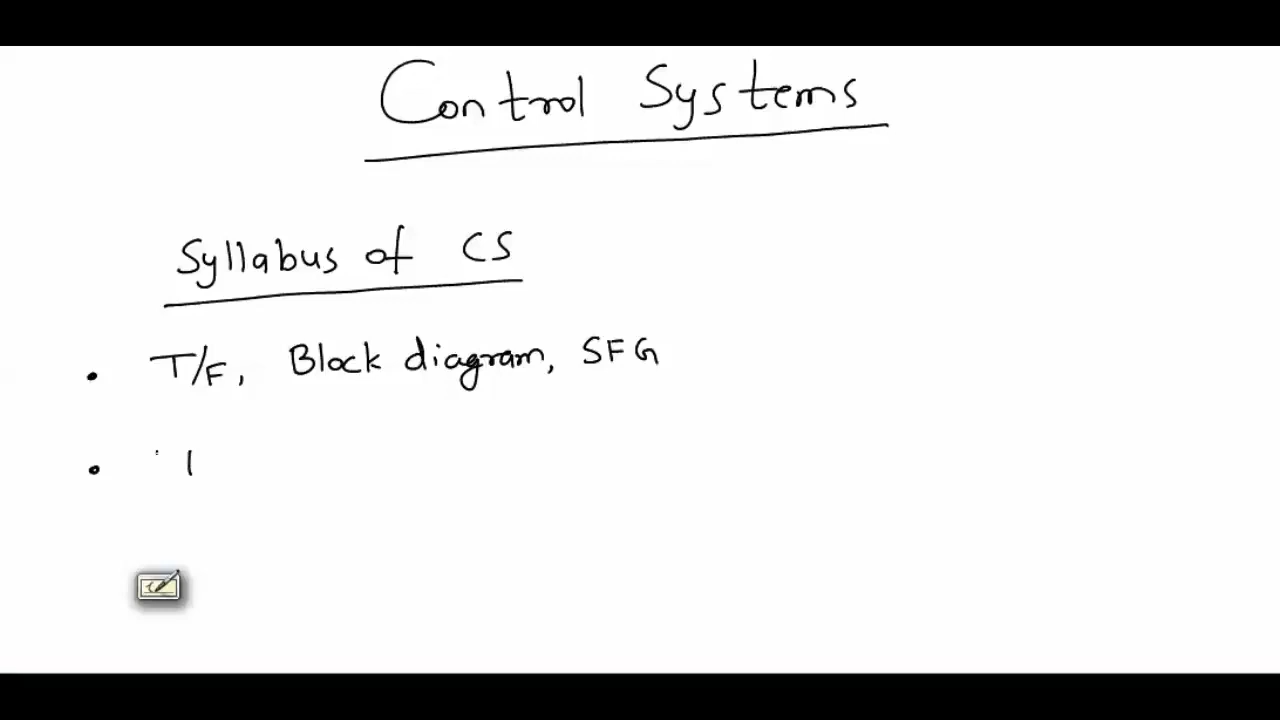 Control Systems
Syllabus of CS
• T/F, Block diagram, SFG
•